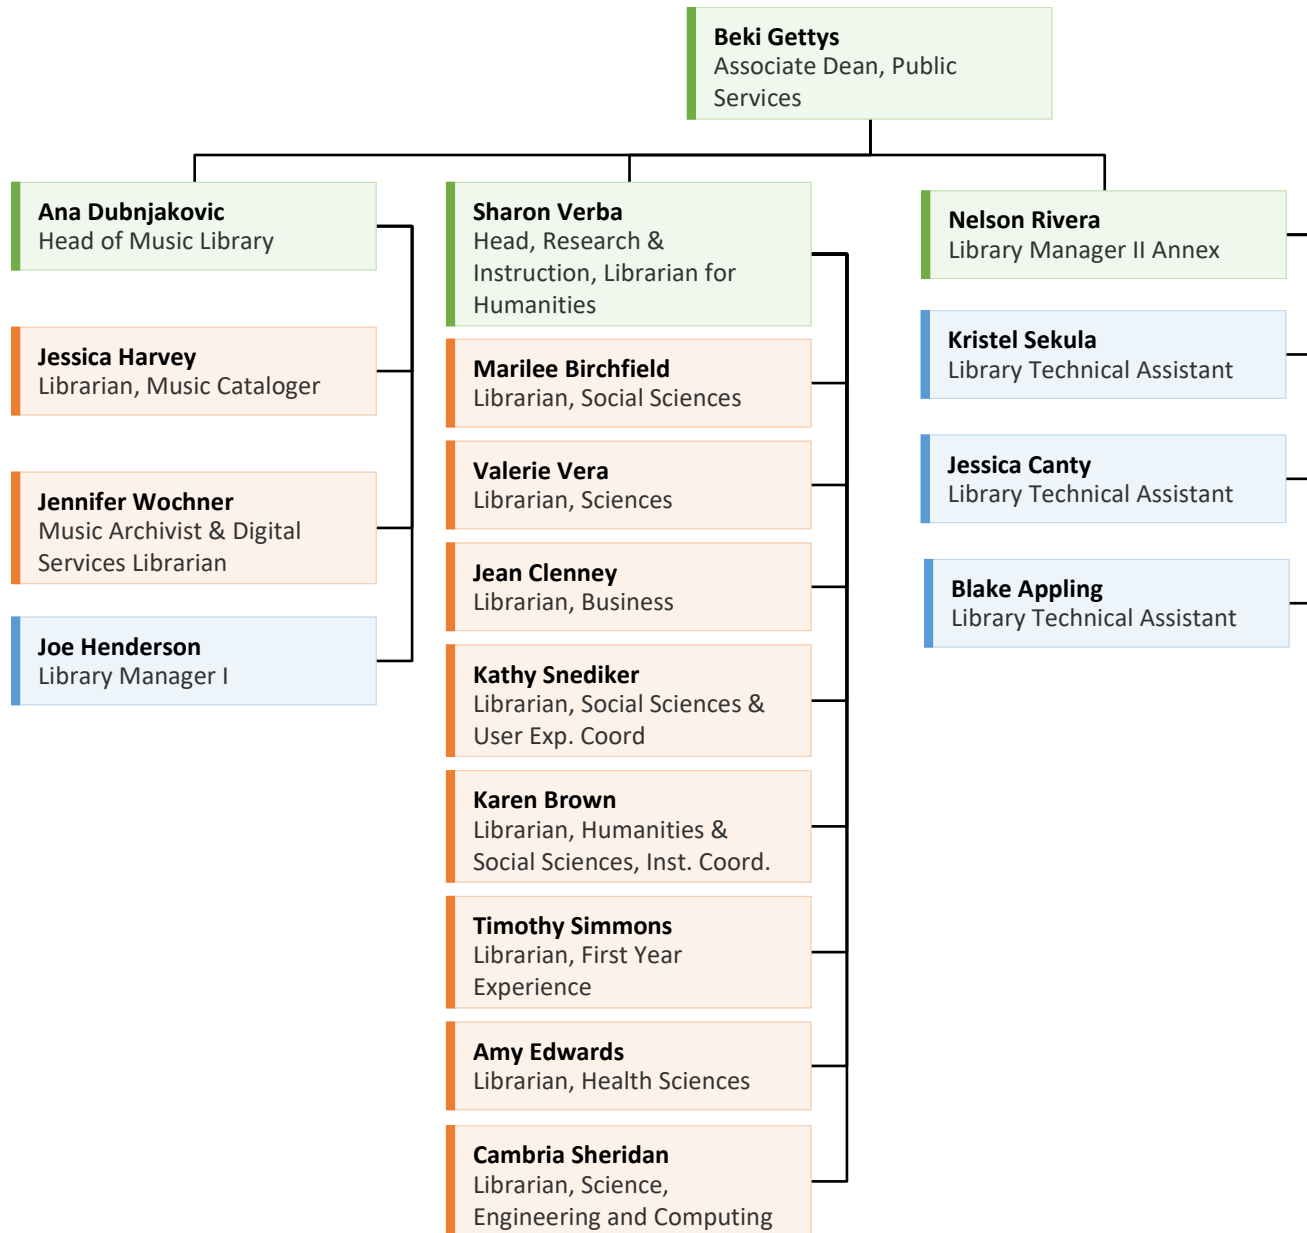 Beki Gettys
Associate Dean, Public
Services
Ana Dubnjakovic
Head of Music Library
Jessica Harvey
Librarian, Music Cataloger
Jennifer Wochner
Music Archivist & Digital
Services Librarian
Joe Henderson
Library Manager I
Sharon Verba
Head, Research &
Instruction, Librarian for
Humanities
Marilee Birchfield
Librarian, Social Sciences
Valerie Vera
Librarian, Sciences
Jean Clenney
Librarian, Business
Kathy Snediker
Librarian, Social Sciences &
User Exp. Coord
Karen Brown
Librarian, Humanities &
Social Sciences, Inst. Coord.
Timothy Simmons
Librarian, First Year
Experience
Amy Edwards
Librarian, Health Sciences
Cambria Sheridan
Librarian, Science,
Engineering and Computing
Nelson Rivera
Library Manager II Annex
Kristel Sekula
Library Technical Assistant
Jessica Canty
Library Technical Assistant
Blake Appling
Library Technical Assistant